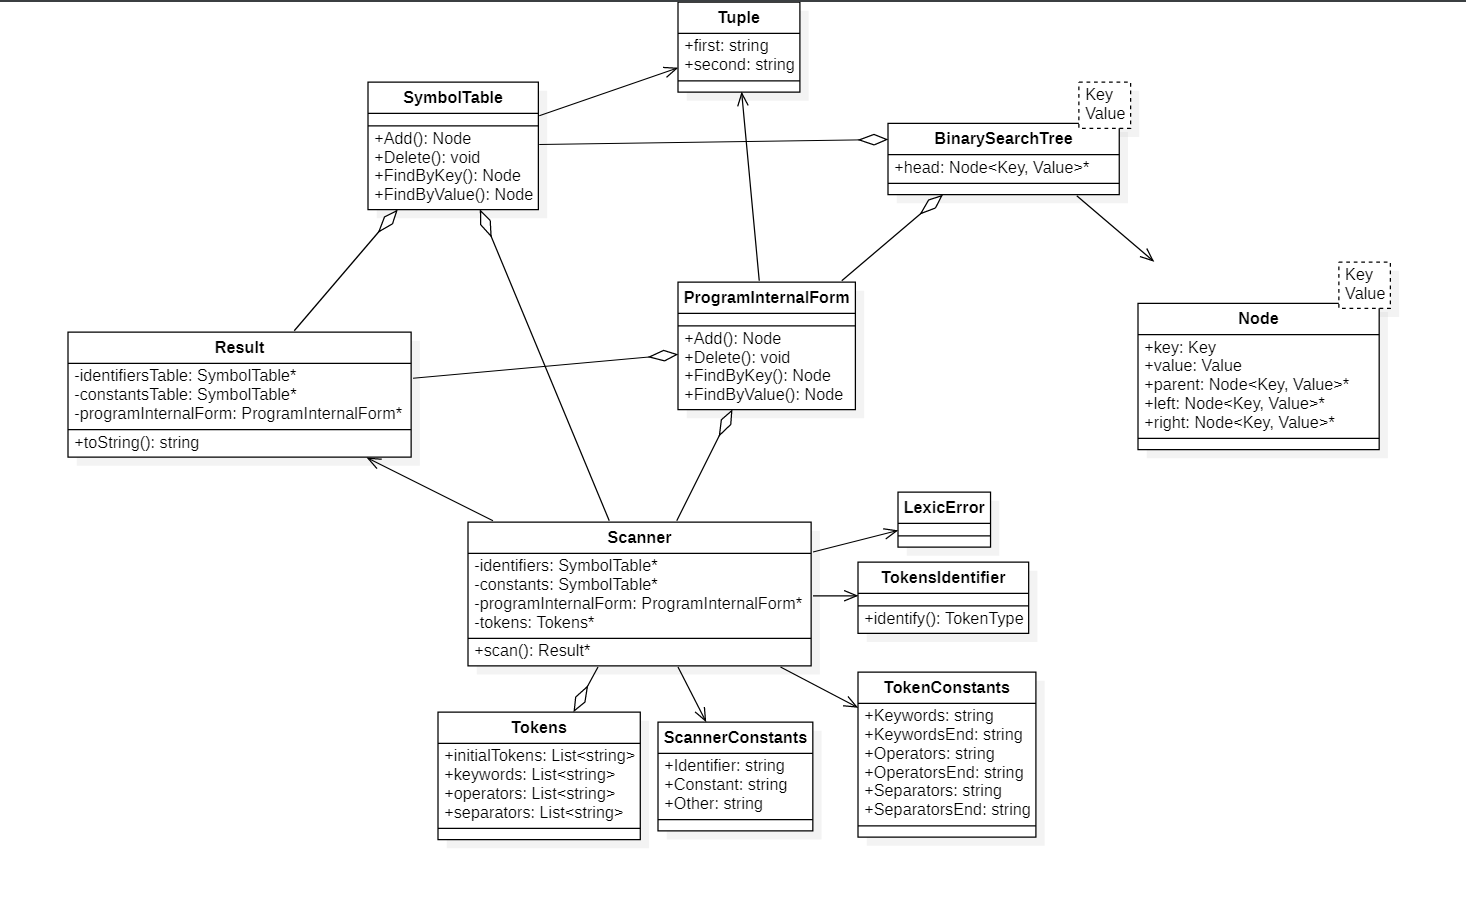 Tuple
+first: string
+second: string
SymbolTable
+Add(): Node
+Delete(): void
+FindByKey(): Node
+FindByValue(): Node
Key
Value
BinarySearchTree
+head: Node<Key, Value>*
Key
Value
Node
+key: Key
+value: Value
+parent: Node<Key, Value>*
+left: Node<Key, Value>*
+right: Node<Key, Value>*
ProgramInternalForm
+Add(): Node
+Delete(): void
+FindByKey(): Node
+FindByValue(): Node
Result
-identifiersTable: SymbolTable*
-constantsTable: SymbolTable*
-programInternalForm: ProgramInternalForm*
+toString(): string
Scanner
-identifiers: SymbolTable*
-constants: SymbolTable*
-programInternalForm: ProgramInternalForm*
-tokens: Tokens*
+scan(): Result*
LexicError
TokensIdentifier
+identify(): TokenType
Tokens
+initialTokens: List<string>
+keywords: List<string>
+operators: List<string>
+separators: List<string>
ScannerConstants
+Identifier: string
+Constant: string
+Other: string
TokenConstants
+Keywords: string
+KeywordsEnd: string
+Operators: string
+OperatorsEnd: string
+Separators: string
+SeparatorsEnd: string